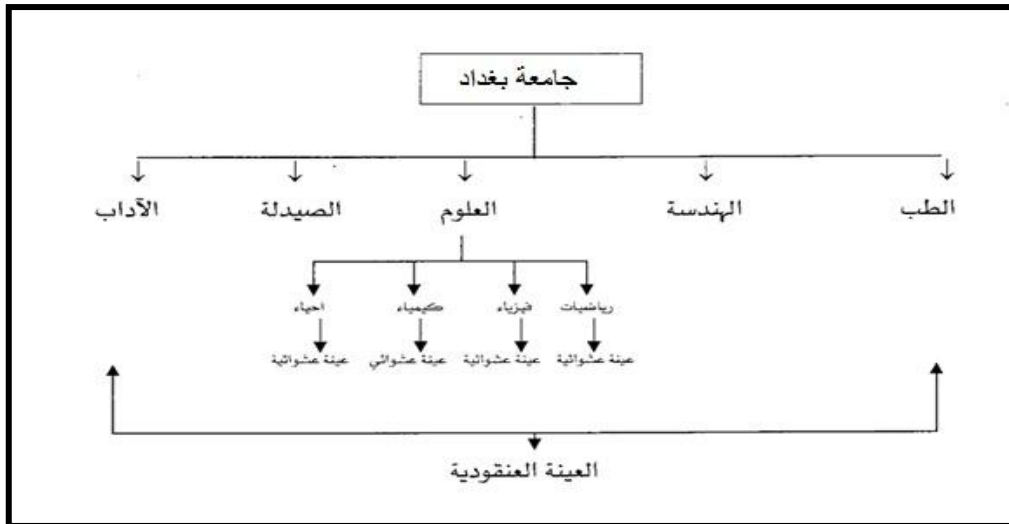 جامعة بغداد
الطب الهندسة العلوم الصيدلة الآداب
رياضيات فيزياء كيمياء احياء
عينة عشوائية عينة عشوائية عينة عشوائي عينة عشوائية
العينة العنقودية